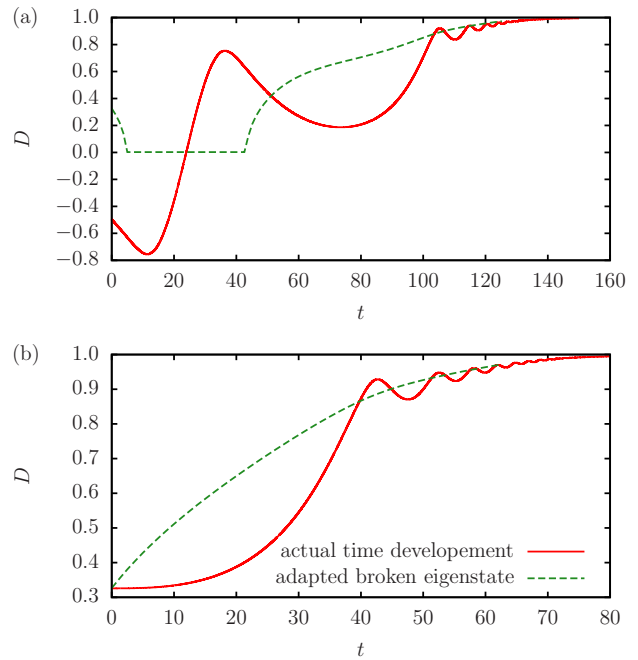 (a)
1.0
0.8
0.6
0.4
0.2
0.0
−0.2
−0.4
−0.6
−0.8
D
0 20 40 60 80 100 120 140 160
t
(b)
1.0
0.9
0.8
0.7
0.6
0.5
0.4
0.3
D
actual time developement
adapted broken eigenstate
0 10 20 30 40 50 60 70 80
t